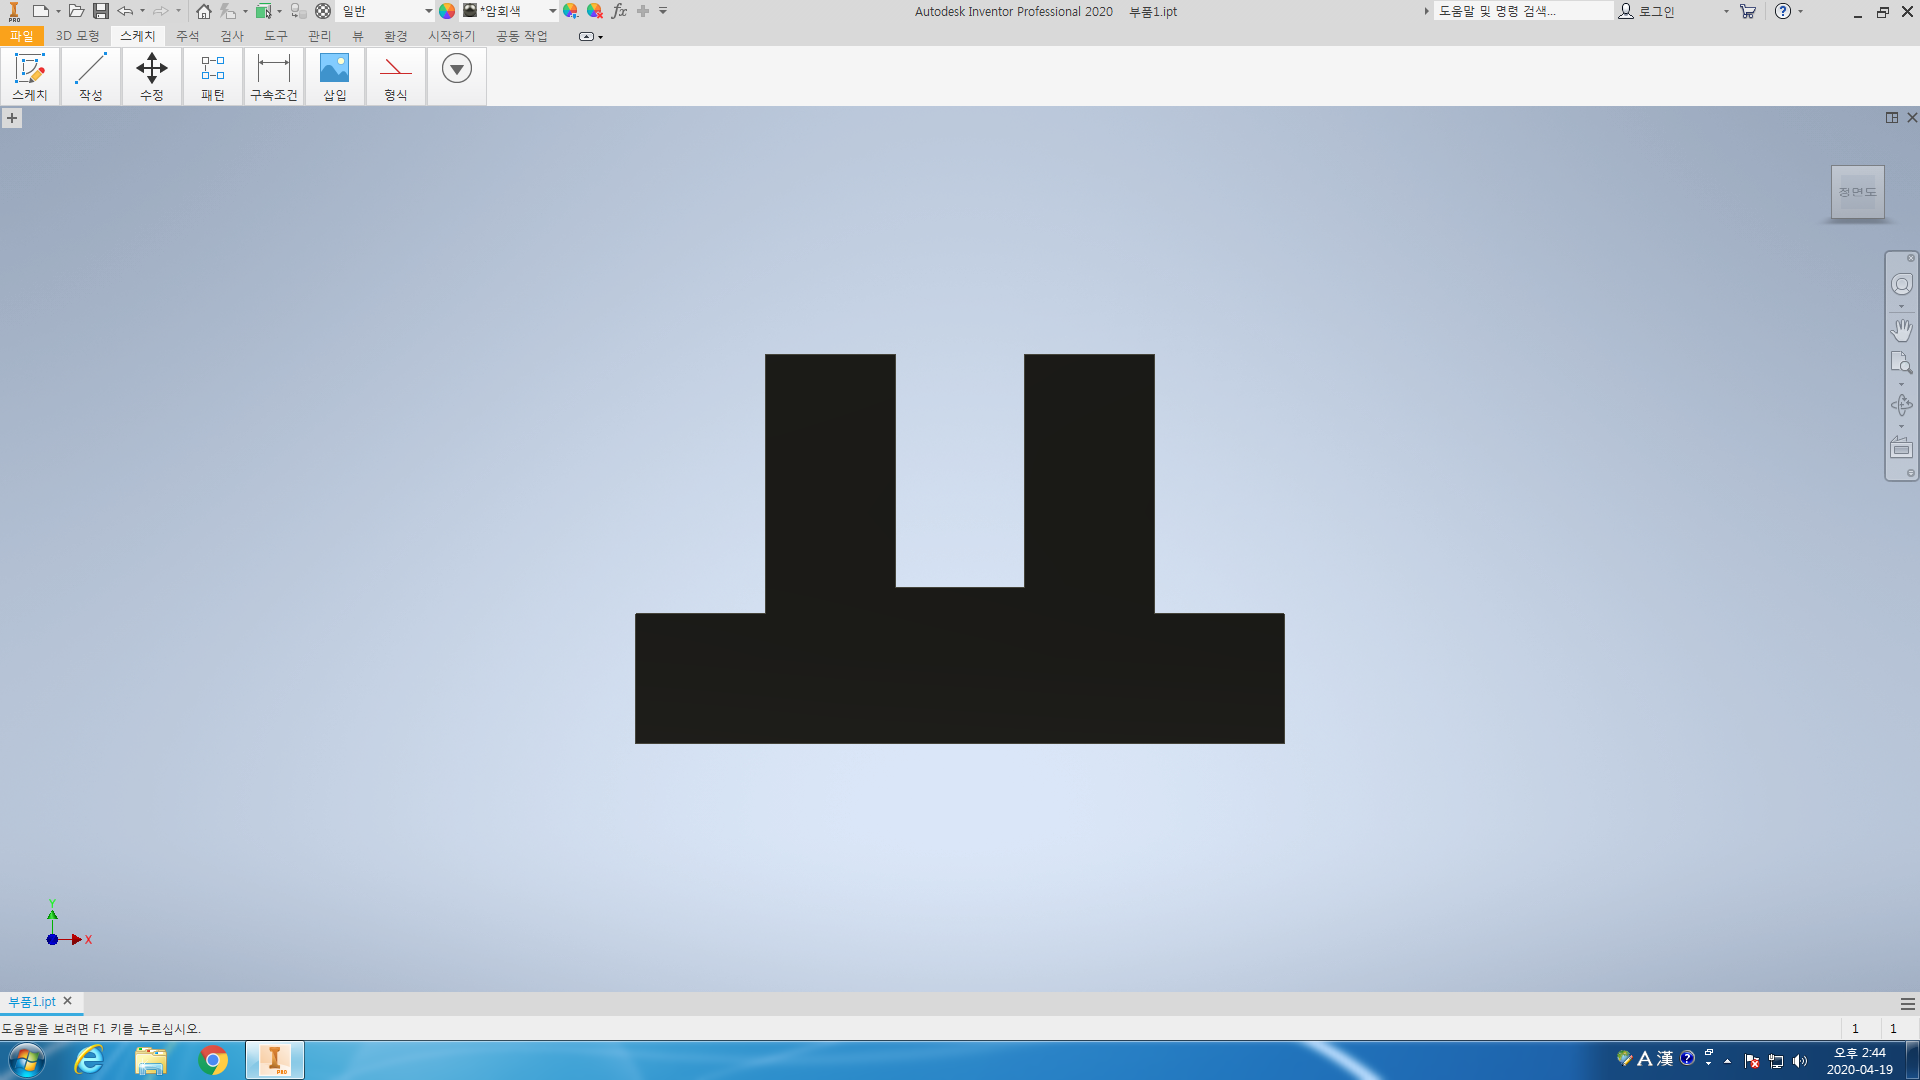 일반
*암회색
Autodesk Inventor Professional 2020 부품1.ipt
도움말 및 명령 검색...
로그인
파일 3D 모형 스케치 주석 검사 도구 관리 뷰 환경 시작하기 공동 작업
스케치 작성 수정 패턴 구속조건 삽입 형식
정면도
Y
X
부품1.ipt
도움말을 보려면 F1 키를 누르십시오.
1 1
PRO
A 漢
오후 2:44
2020-04-19